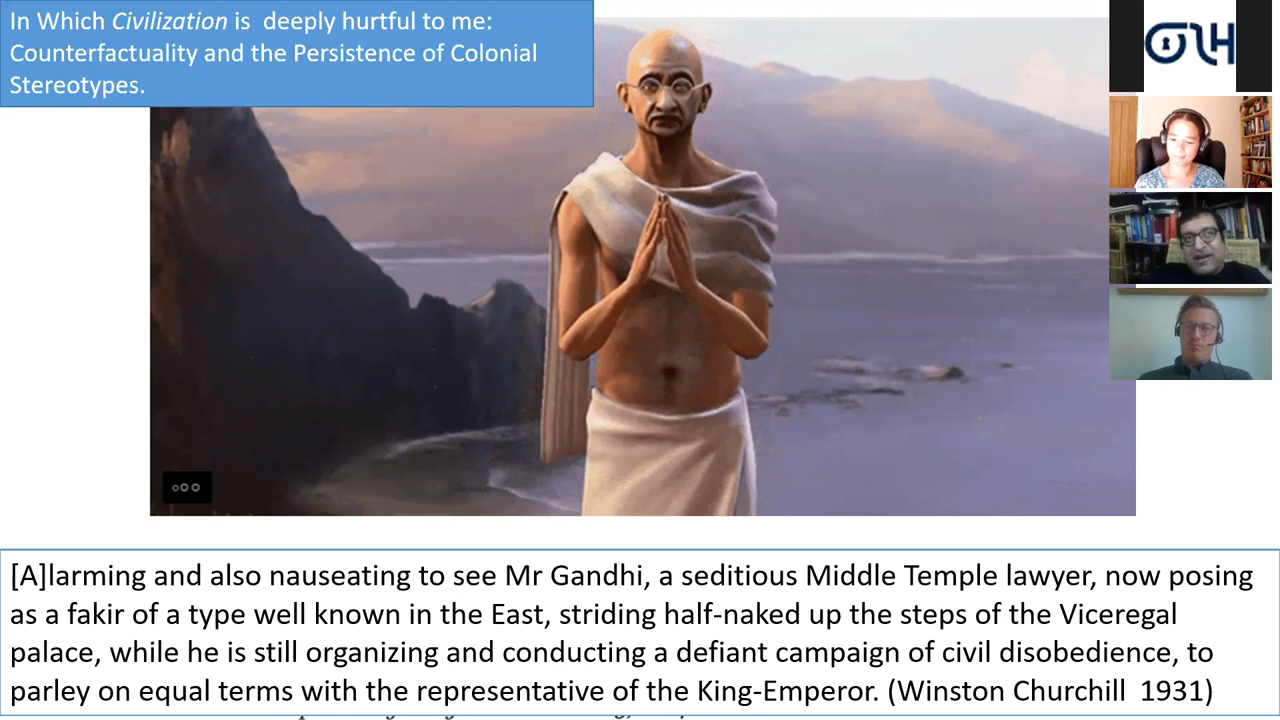 In Which Civilization is deeply hurtful to me:
Counterfactuality and the Persistence of Colonial
Stereotypes.
OLH
[A]larming and also nauseating to see Mr Gandhi, a seditious Middle Temple lawyer, now posing
as a fakir of a type well known in the East, striding half-naked up the steps of the Viceregal
palace, while he is still organizing and conducting a defiant campaign of civil disobedience, to
parley on equal terms with the representative of the King-Emperor. (Winston Churchill 1931)